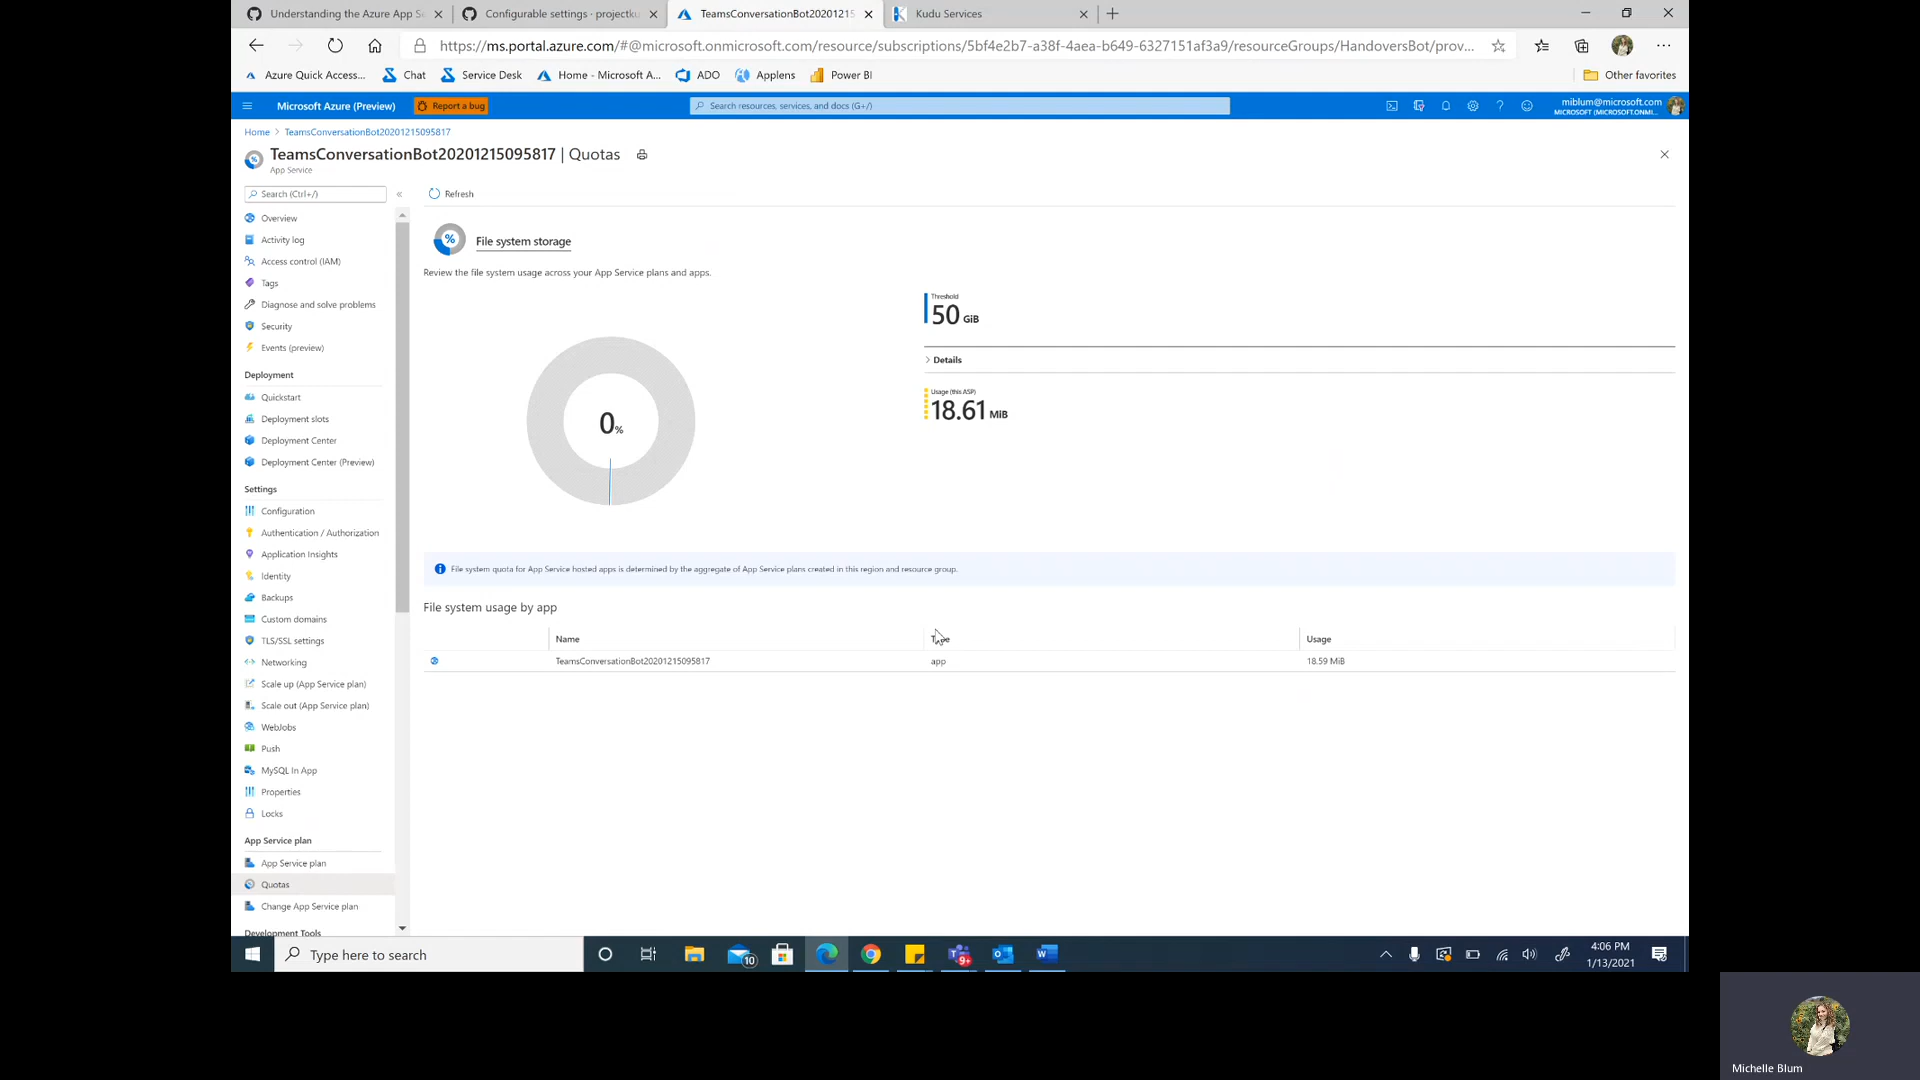 Understanding the Azure App Se
Configurable settings · projectku
TeamsConversationBot20201215
Kudu Services
https://ms.portal.azure.com/#@microsoft.onmicrosoft.com/resource/subscriptions/5bf4e2b7-a38f-4aea-b649-6327151af3a9/resourceGroups/HandoversBot/prov...
Azure Quick Access...
Chat
Service Desk
Home - Microsoft A...
ADO
Applens
Power BI
Other favorites
Microsoft Azure (Preview)
Report a bug
Search resources, services, and docs (G+/)
miblum@microsoft.com
MICROSOFT (MICROSOFT.ONMI...
Home > TeamsConversationBot20201215095817
TeamsConversationBot20201215095817 | Quotas
App Service
Search (Ctrl+/)
«
Refresh
Overview
Activity log
Access control (IAM)
Tags
Diagnose and solve problems
Security
Events (preview)
Deployment
Quickstart
Deployment slots
Deployment Center
Deployment Center (Preview)
Settings
Configuration
Authentication / Authorization
Application Insights
Identity
Backups
Custom domains
TLS/SSL settings
Networking
Scale up (App Service plan)
Scale out (App Service plan)
WebJobs
Push
MySQL In App
Properties
Locks
App Service plan
App Service plan
Quotas
Change App Service plan
Development Tools
%
File system storage
Review the file system usage across your App Service plans and apps.
0%
Threshold
50 GiB
Details
Usage (this ASP)
18.61 MiB
File system quota for App Service hosted apps is determined by the aggregate of App Service plans created in this region and resource group.
File system usage by app
Name
Type
Usage
TeamsConversationBot20201215095817
app
18.59 MiB
Type here to search
10
9+
4:06 PM
1/13/2021
Michelle Blum